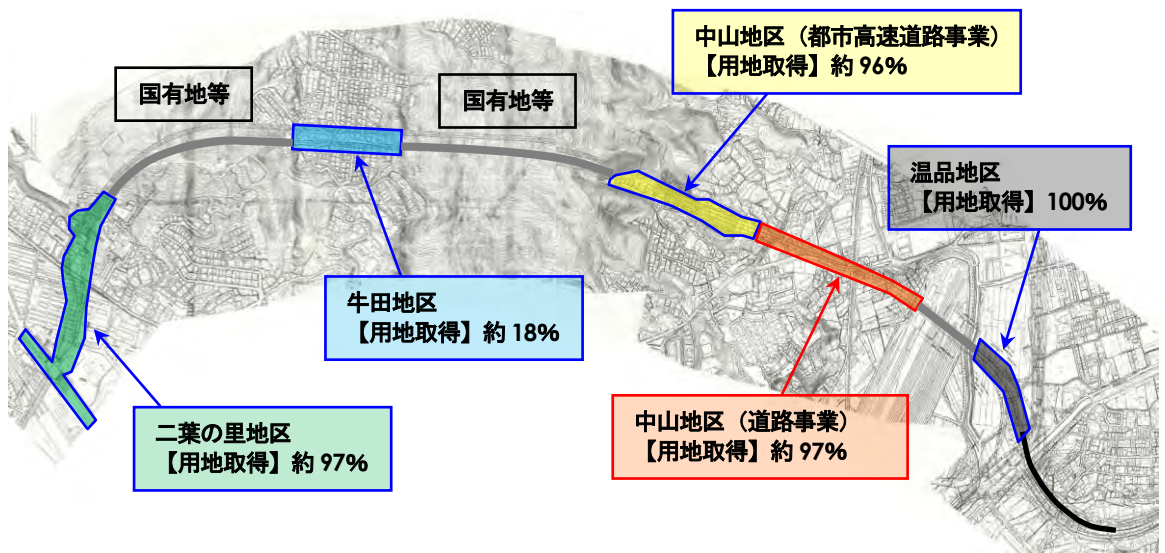 中山地区（都市高速道路事業）
【用地取得】約 96%
国有地等
国有地等
温品地区
【用地取得】100%
牛田地区
【用地取得】約 18%
中山地区（道路事業）
【用地取得】約 97%
二葉の里地区
【用地取得】約 97%